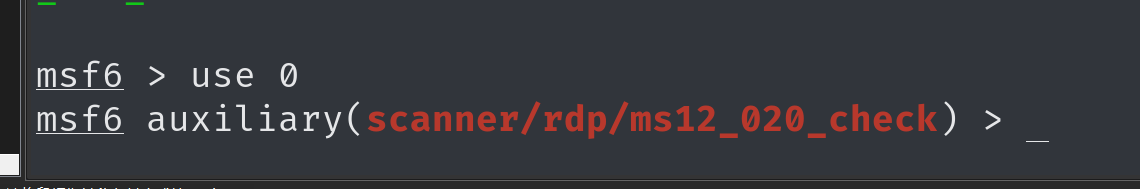 msf6 > use 0
msf6 auxiliary(scanner/rdp/ms12_020_check) > _